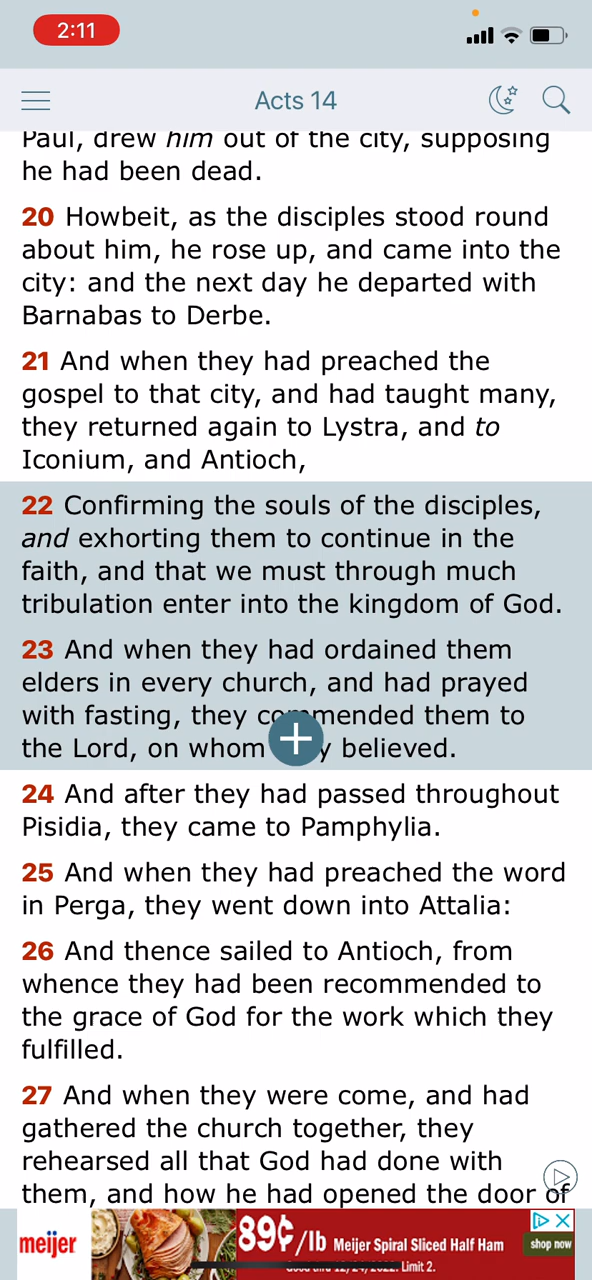 2:11
Acts 14
Paul, drew him out of the city, supposing
he had been dead.
20 Howbeit, as the disciples stood round
about him, he rose up, and came into the
city: and the next day he departed with
Barnabas to Derbe.
21 And when they had preached the
gospel to that city, and had taught many,
they returned again to Lystra, and to
Iconium, and Antioch,
22 Confirming the souls of the disciples,
and exhorting them to continue in the
faith, and that we must through much
tribulation enter into the kingdom of God.
23 And when they had ordained them
elders in every church, and had prayed
with fasting, they commended them to
the Lord, on whom believed.
24 And after they had passed throughout
Pisidia, they came to Pamphylia.
25 And when they had preached the word
in Perga, they went down into Attalia:
26 And thence sailed to Antioch, from
whence they had been recommended to
the grace of God for the work which they
fulfilled.
27 And when they were come, and had
gathered the church together, they
rehearsed all that God had done with
them, and how he had opened the door of
meijer
89¢/lb Meijer Spiral Sliced Half Ham
shop now
Limit 2.